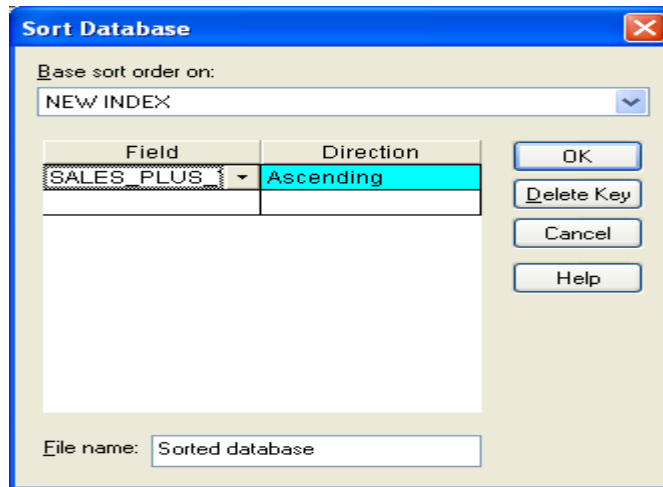 Sort Database
Base sort order on:
NEW INDEX
Field Direction
SALES_PLUS_ Ascending
OK
Delete Key
Cancel
Help
File name: Sorted database